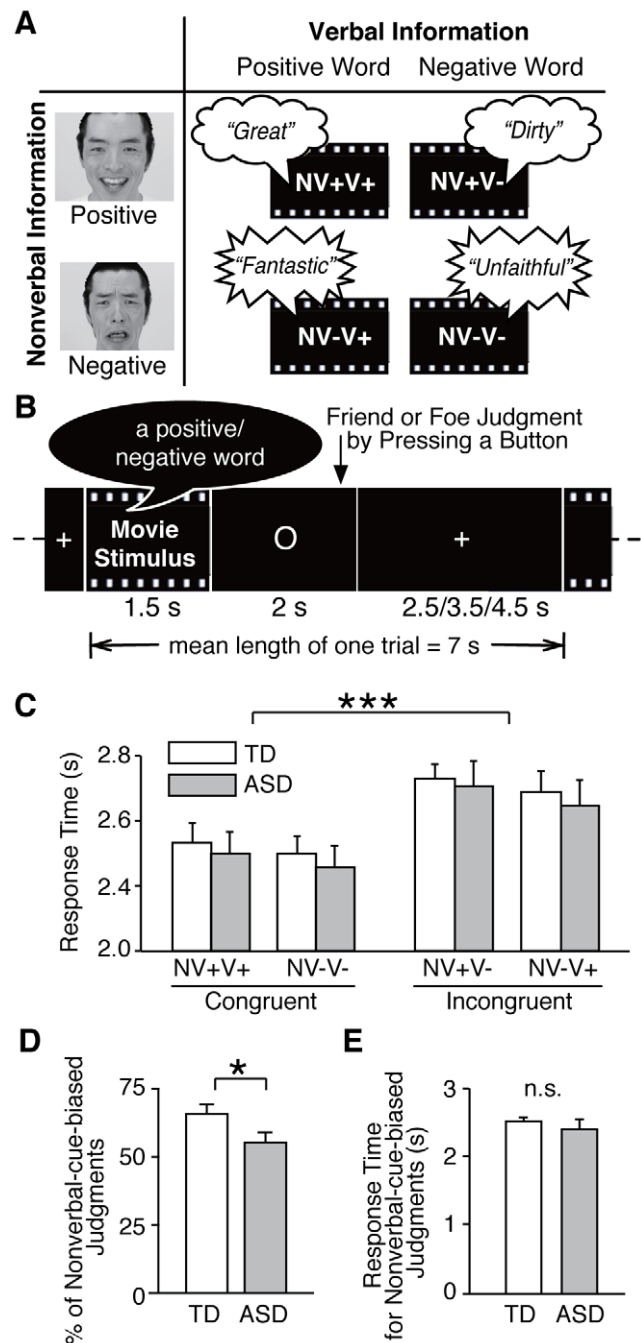 A
Verbal Information
Positive Word Negative Word
Nonverbal Information
Positive
Negative
"Great"
NV+V+
"Dirty"
NV+V-
"Fantastic"
NV-V+
"Unfaithful"
NV-V-
B
a positive/
negative word
Friend or Foe Judgment
by Pressing a Button
+
Movie
Stimulus
O
+
1.5 s 2 s 2.5/3.5/4.5 s
mean length of one trial = 7 s
C
***
TD
ASD
Response Time (s)
2.8
2.6
2.4
2.0
NV+V+ NV-V- NV+V- NV-V+
Congruent Incongruent
D
% of Nonverbal-cue-biased
Judgments
75
50
25
0
*
TD ASD
E
Response Time
for Nonverbal-cue-biased
Judgments (s)
3
2
1
0
n.s.
TD ASD